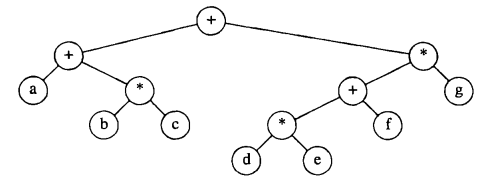 +
+ *
a * + g
b c * f
d e